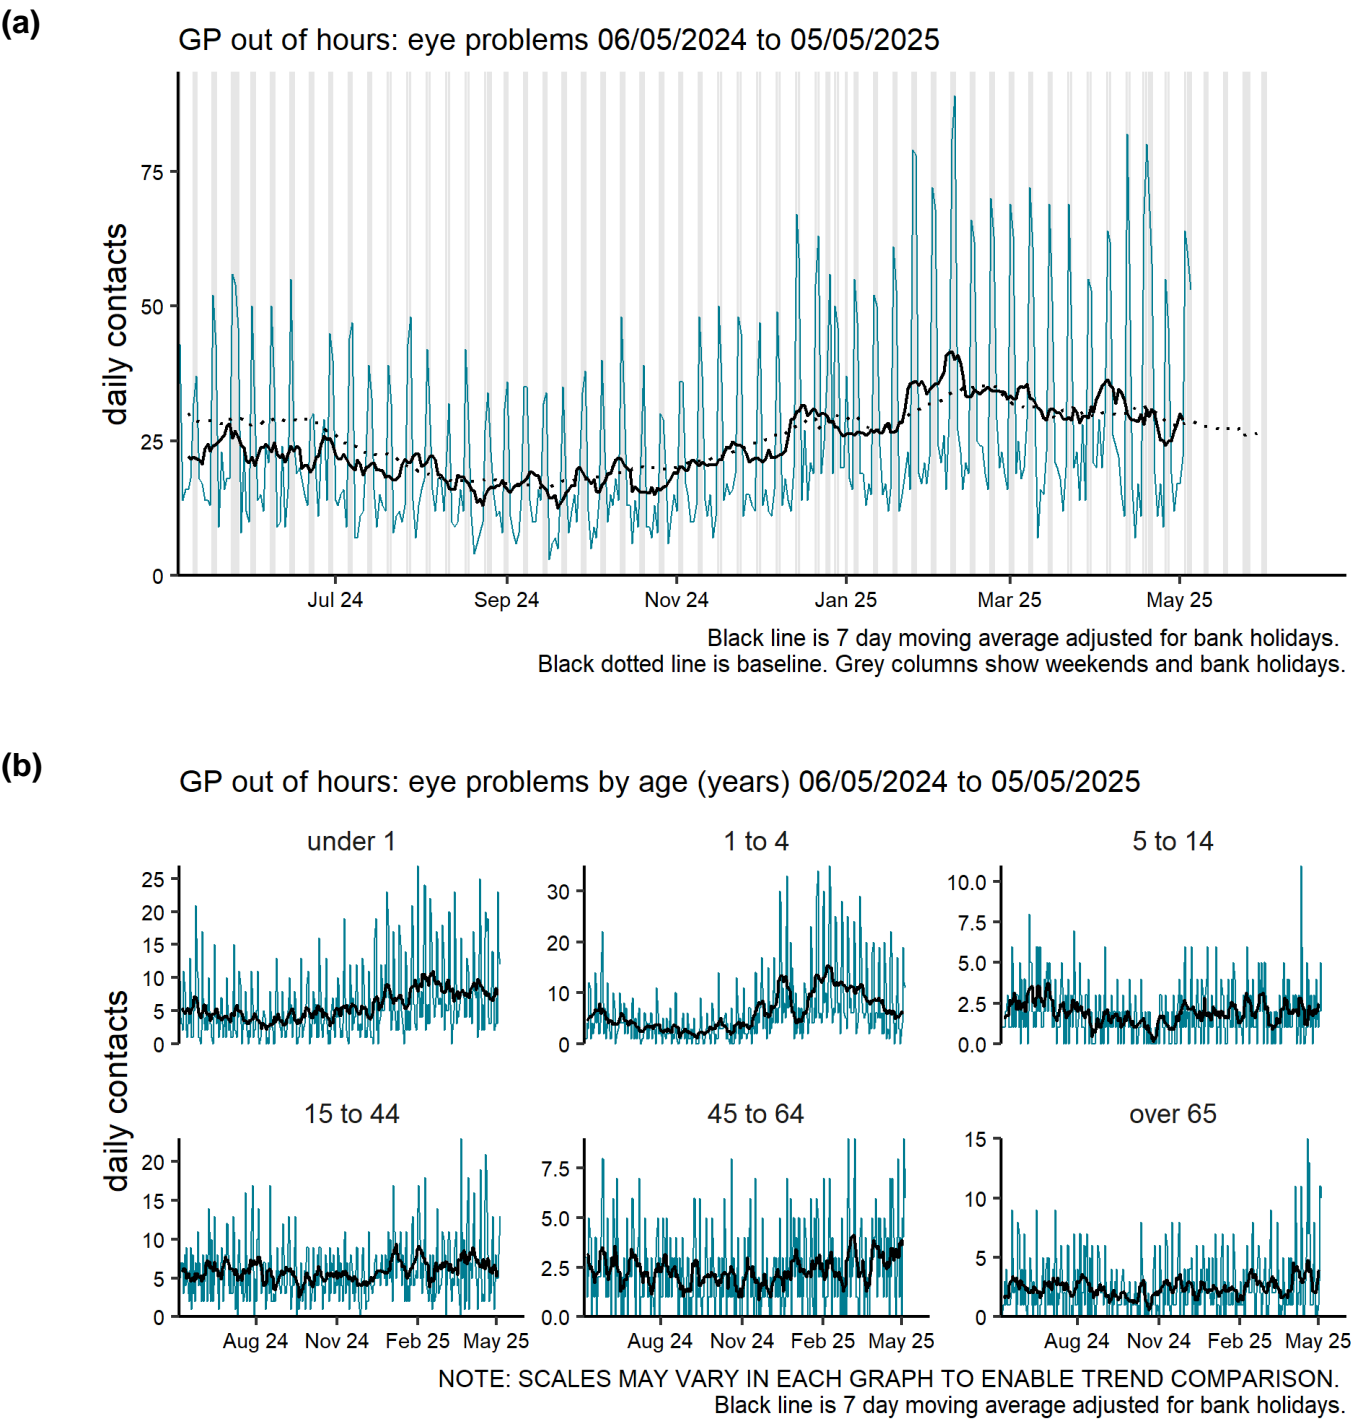 (a)
GP out of hours: eye problems 06/05/2024 to 05/05/2025
daily contacts
75
50
25
0
Jul 24 Sep 24 Nov 24 Jan 25 Mar 25 May 25
Black line is 7 day moving average adjusted for bank holidays.
Black dotted line is baseline. Grey columns show weekends and bank holidays.
(b)
GP out of hours: eye problems by age (years) 06/05/2024 to 05/05/2025
daily contacts
under 1
25
20
15
10
5
0
1 to 4
30
20
10
0
5 to 14
10.0
7.5
5.0
2.5
0.0
15 to 44
20
15
10
5
0
45 to 64
7.5
5.0
2.5
0.0
over 65
15
10
5
0
Aug 24 Nov 24 Feb 25 May 25 Aug 24 Nov 24 Feb 25 May 25 Aug 24 Nov 24 Feb 25 May 25
NOTE: SCALES MAY VARY IN EACH GRAPH TO ENABLE TREND COMPARISON.
Black line is 7 day moving average adjusted for bank holidays.